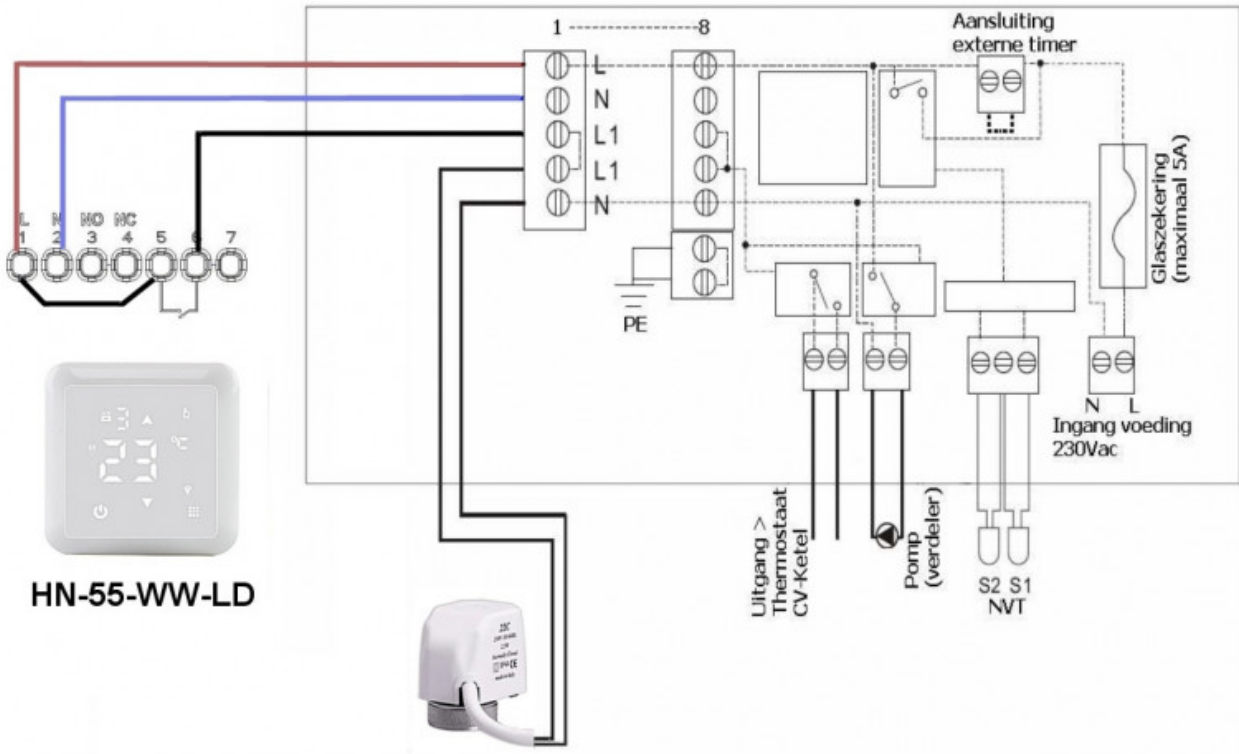 1 8
Aansluiting
externe timer
L
N
L1
L1
N
L N NO NC
1 2 3 4 5 6 7
Glaszekering
(maximaal 5A)
PE
N L
Ingang voeding
230Vac
3
23
°C
HN-55-WW-LD
Uitgang >
Thermostaat
CV-Ketel
Pomp
(verdeler)
S2 S1
NVT